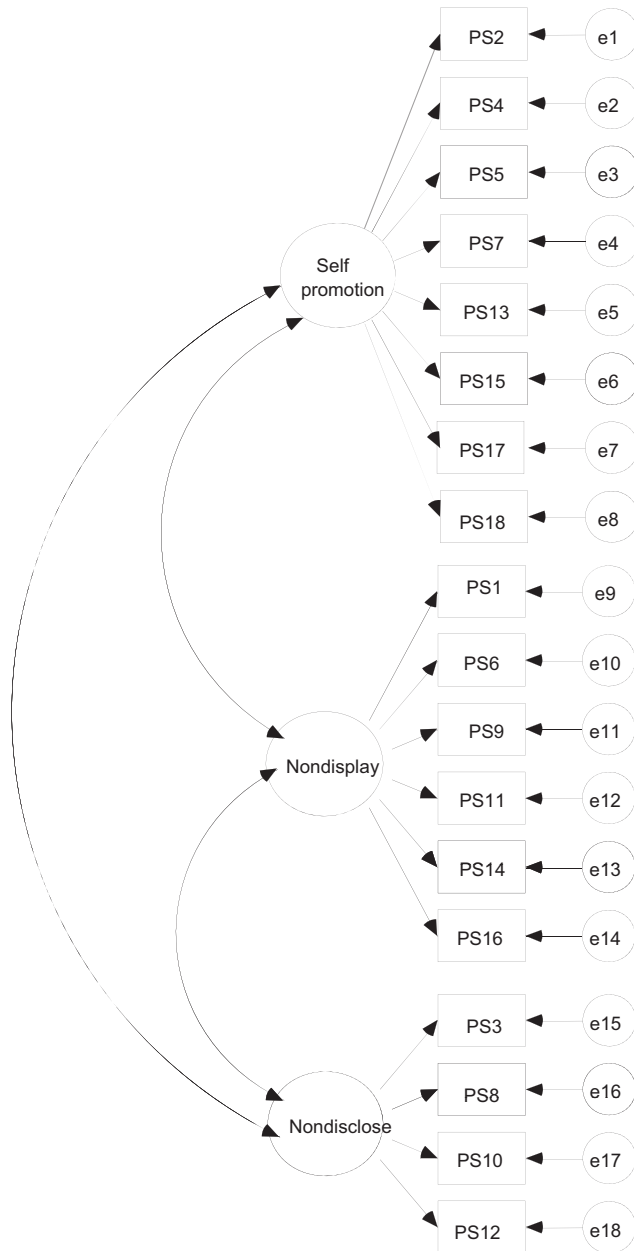 PS2 e1
PS4 e2
PS5 e3
PS7 e4
Self
promotion
PS13 e5
PS15 e6
PS17 e7
PS18 e8
PS1 e9
PS6 e10
PS9 e11
Nondisplay
PS11 e12
PS14 e13
PS16 e14
PS3 e15
PS8 e16
Nondisclose
PS10 e17
PS12 e18